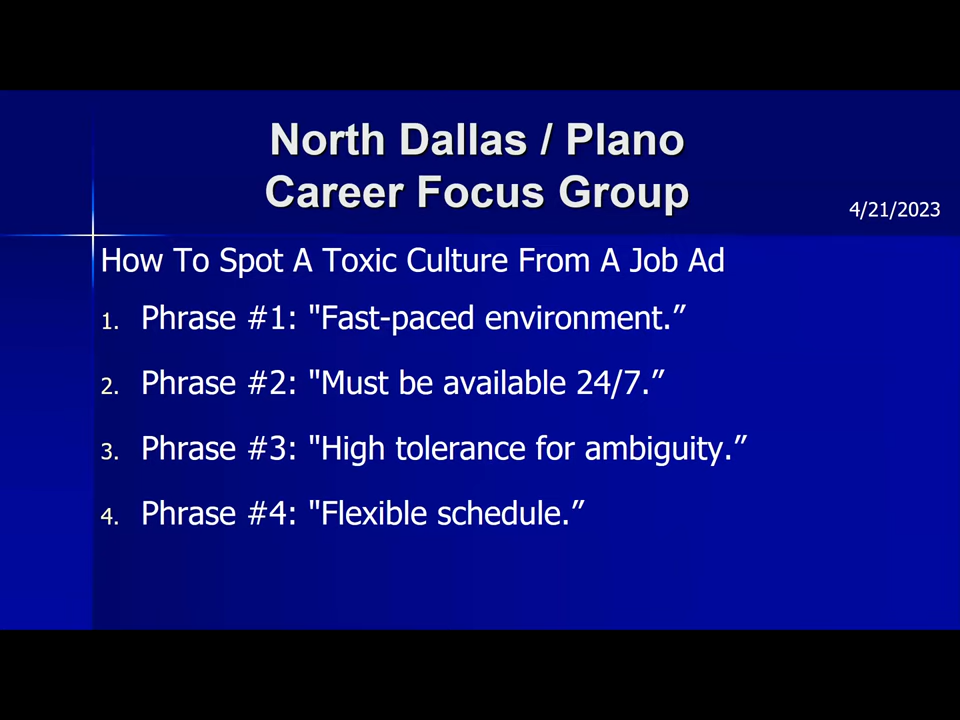 North Dallas / Plano
Career Focus Group
4/21/2023
How To Spot A Toxic Culture From A Job Ad
1. Phrase #1: "Fast-paced environment.”
2. Phrase #2: "Must be available 24/7.”
3. Phrase #3: "High tolerance for ambiguity.”
4. Phrase #4: "Flexible schedule.”